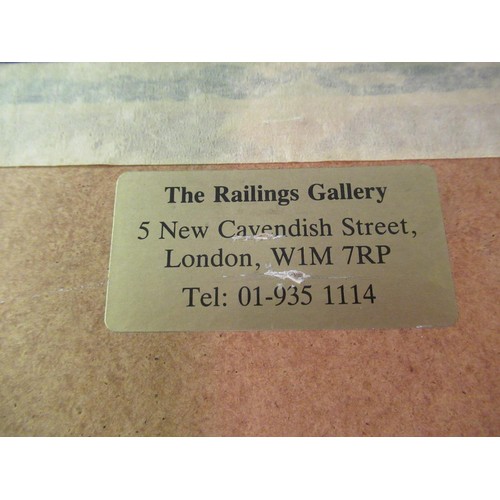 The Railings Gallery
5 New Cavendish Street,
London, W1M 7RP
Tel: 01-935 1114